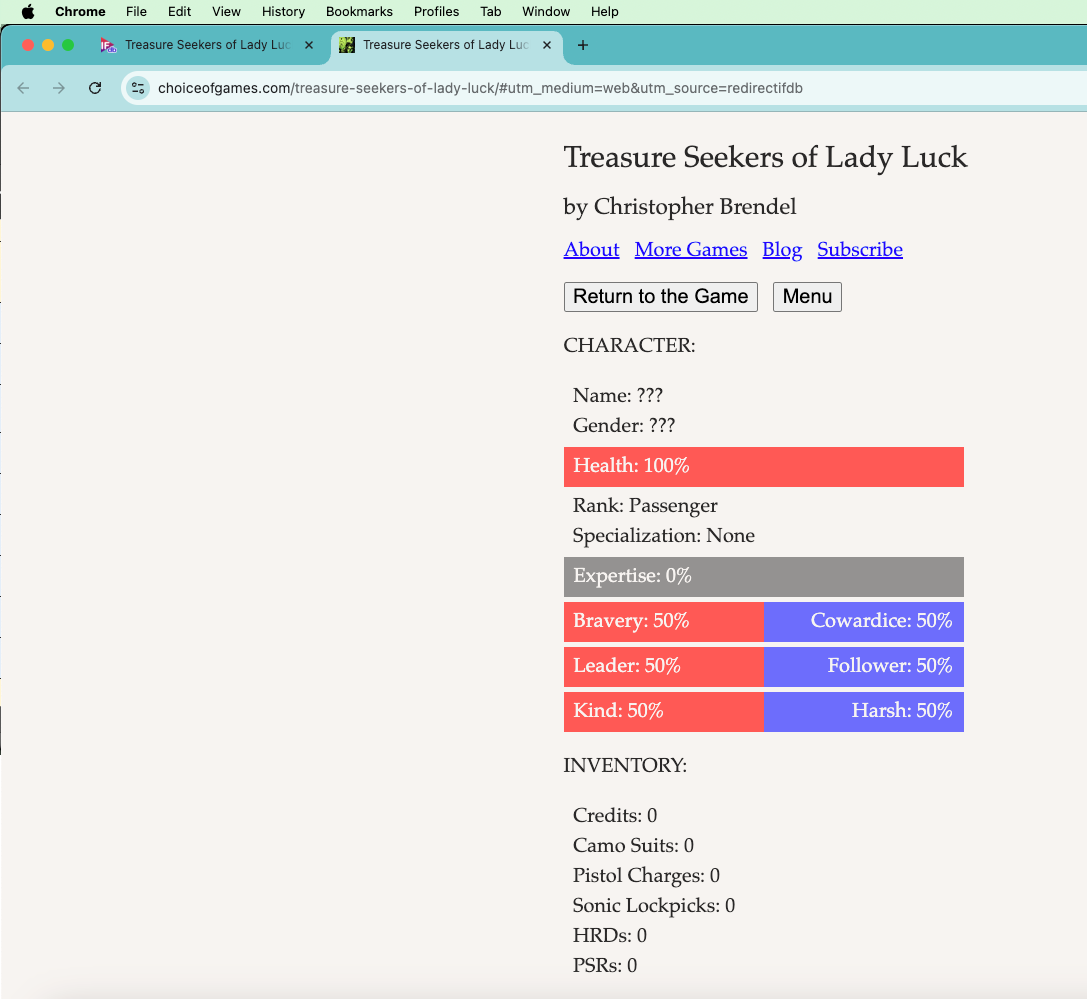 Chrome File Edit View History Bookmarks Profiles Tab Window Help
Treasure Seekers of Lady Luc Treasure Seekers of Lady Luc
choiceofgames.com/treasure-seekers-of-lady-luck/#utm_medium=web&utm_source=redirectifdb
Treasure Seekers of Lady Luck
by Christopher Brendel
About More Games Blog Subscribe
Return to the Game Menu
CHARACTER:
Name: ???
Gender: ???
Health: 100%
Rank: Passenger
Specialization: None
Expertise: 0%
Bravery: 50% Cowardice: 50%
Leader: 50% Follower: 50%
Kind: 50% Harsh: 50%
INVENTORY:
Credits: 0
Camo Suits: 0
Pistol Charges: 0
Sonic Lockpicks: 0
HRDs: 0
PSRs: 0